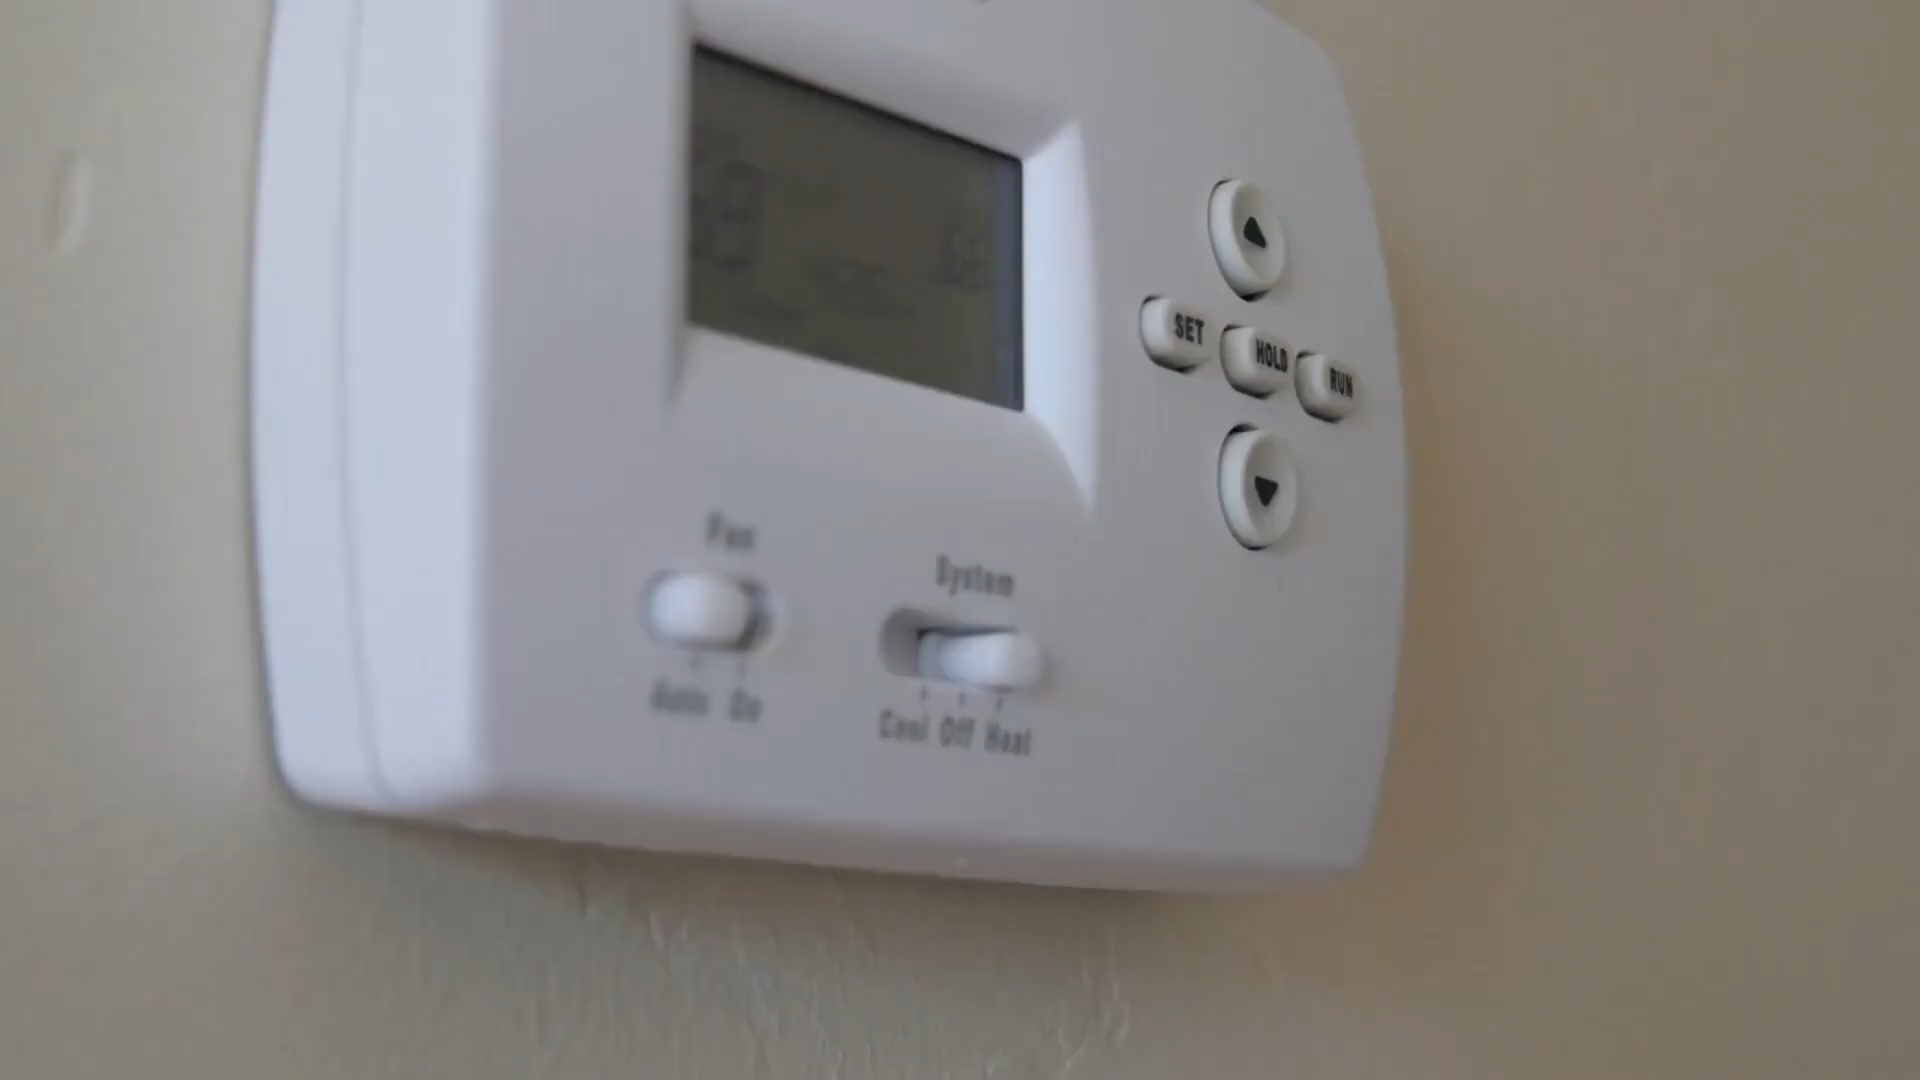 SET HOLD RUN
Fan
System
Auto On
Cool Off Heat